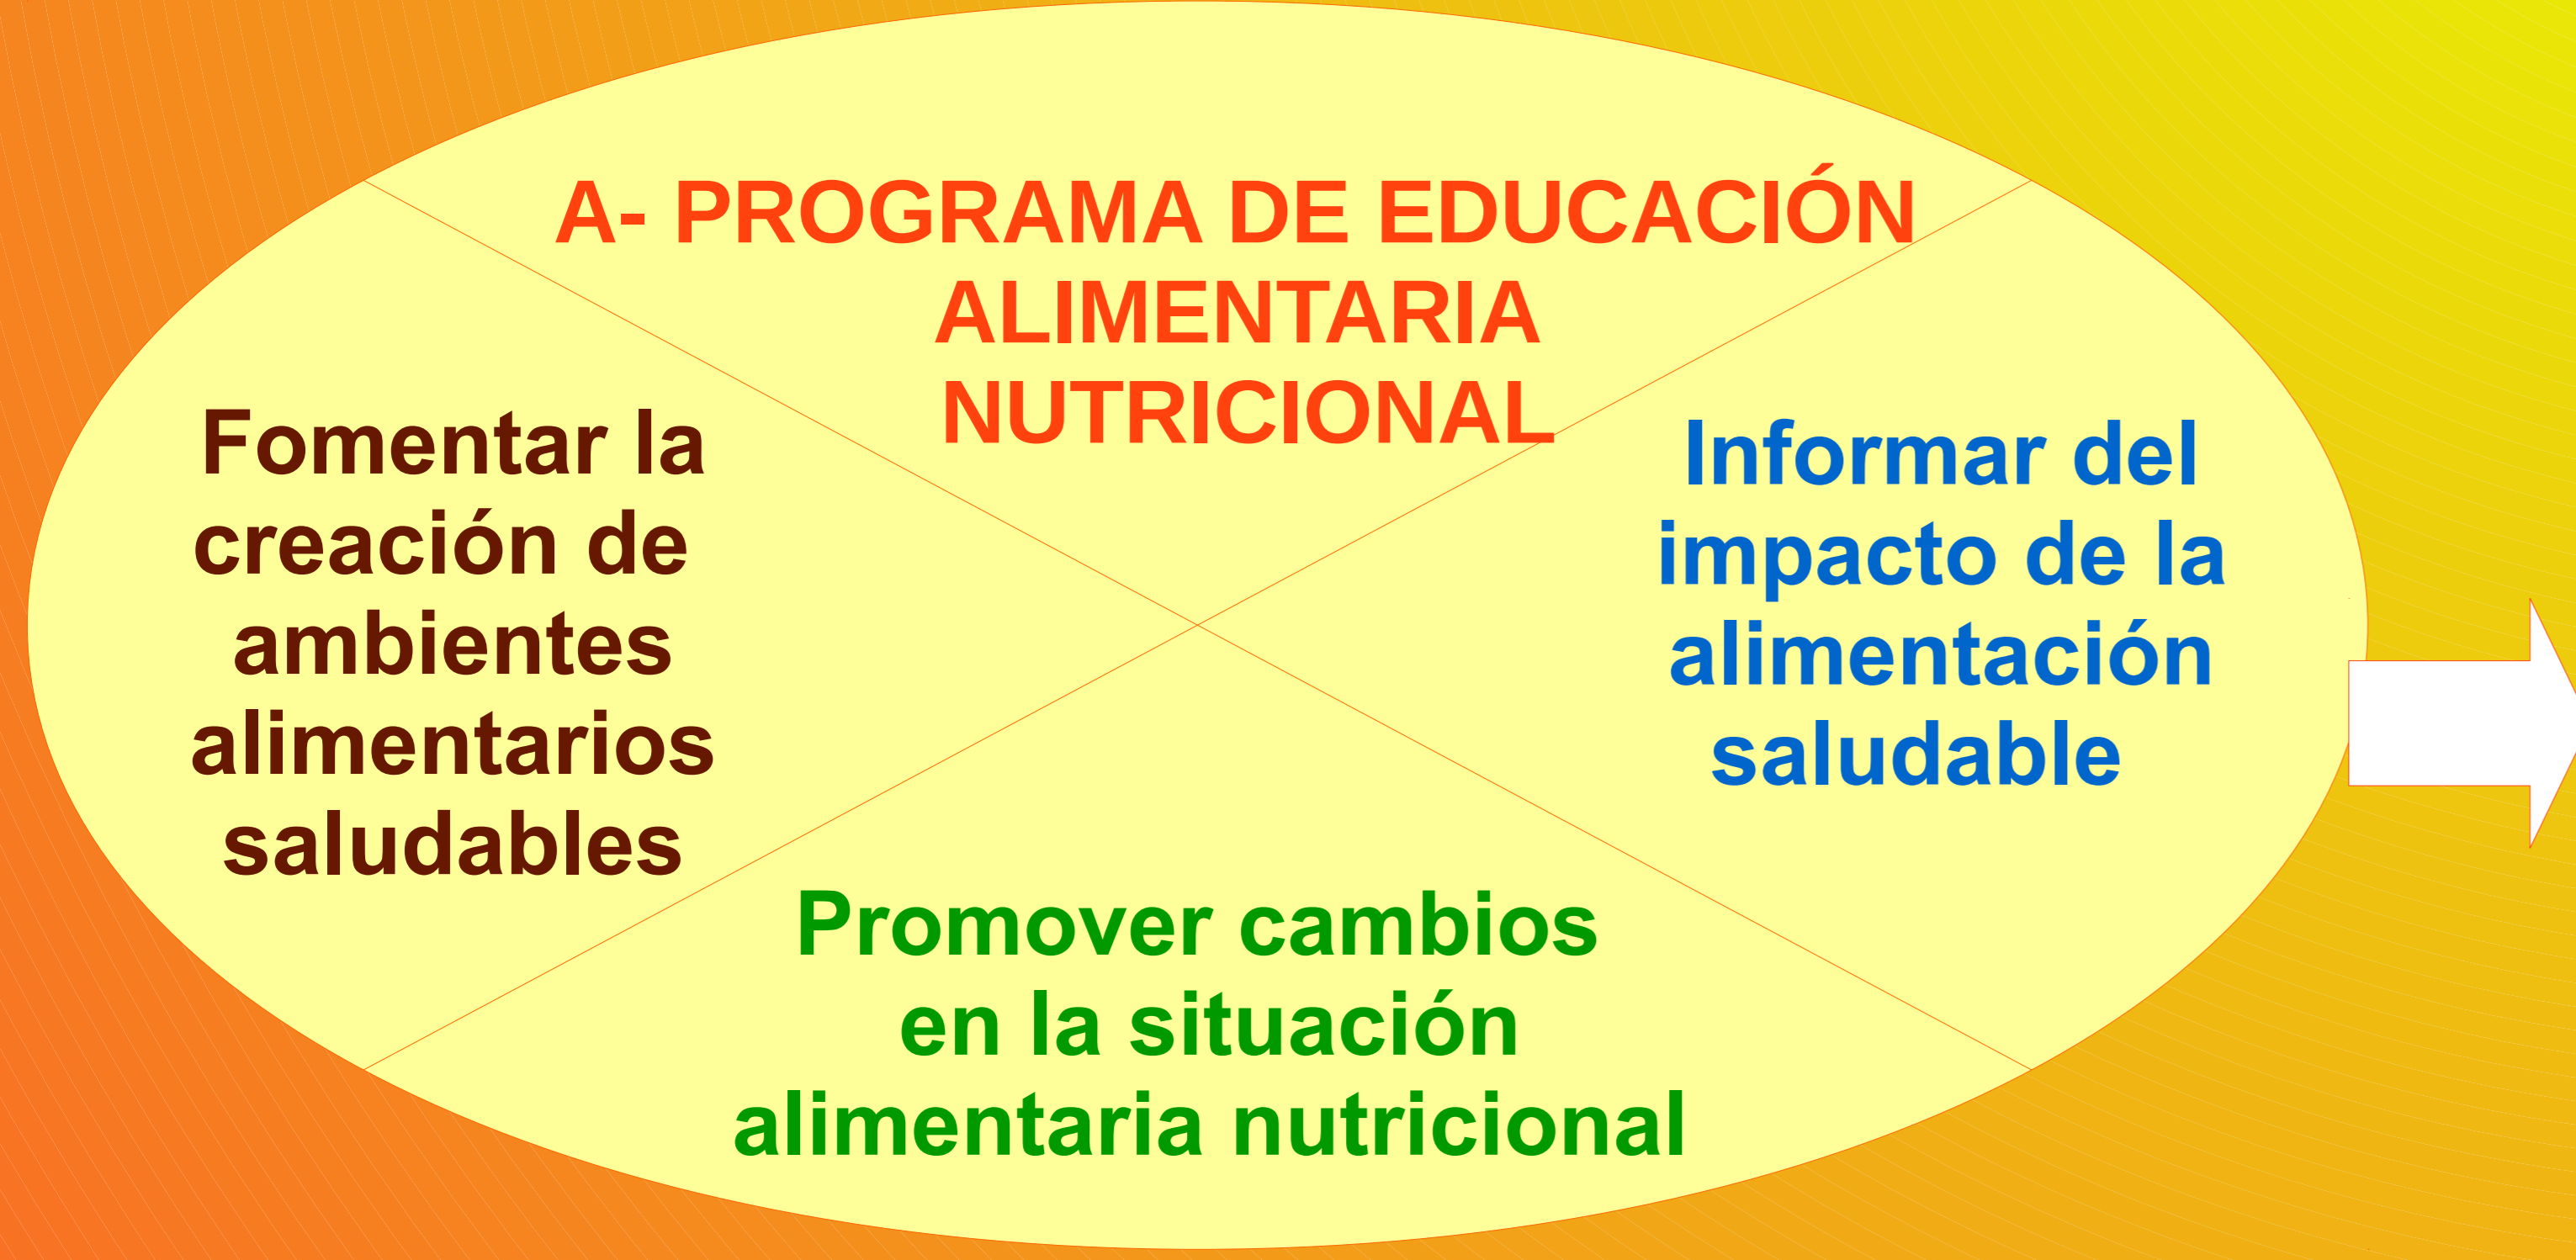 A- PROGRAMA DE EDUCACIÓN
ALIMENTARIA
NUTRICIONAL
Fomentar la
creación de
ambientes
alimentarios
saludables
Informar del
impacto de la
alimentación
saludable
Promover cambios
en la situación
alimentaria nutricional